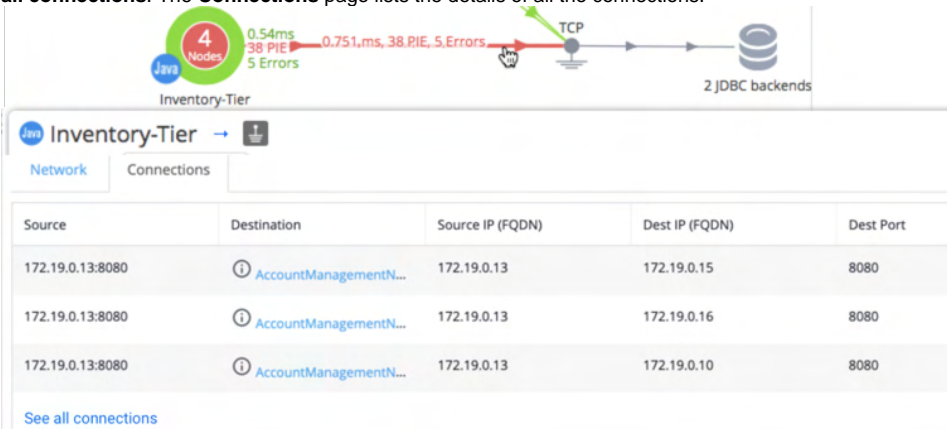 all connections. The Connections page lists the details of all the connections.
4
Nodes
Java
0.54ms
38 PIE
5 Errors
0.751,ms, 38 PIE, 5,Errors
TCP
2 JDBC backends
Inventory-Tier
Java Inventory-Tier →
Network Connections
Source Destination Source IP (FQDN) Dest IP (FQDN) Dest Port
172.19.0.13:8080 AccountManagementN... 172.19.0.13 172.19.0.15 8080
172.19.0.13:8080 AccountManagementN... 172.19.0.13 172.19.0.16 8080
172.19.0.13:8080 AccountManagementN... 172.19.0.13 172.19.0.10 8080
See all connections